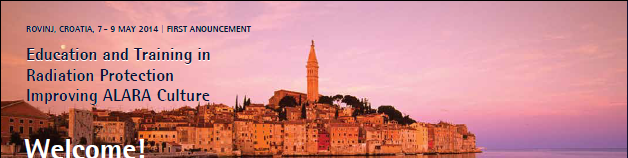 ROVINJ, CROATIA, 7 – 9 MAY 2014 | FIRST ANOUNCEMENT
Education and Training in
Radiation Protection
Improving ALARA Culture
Welcome!